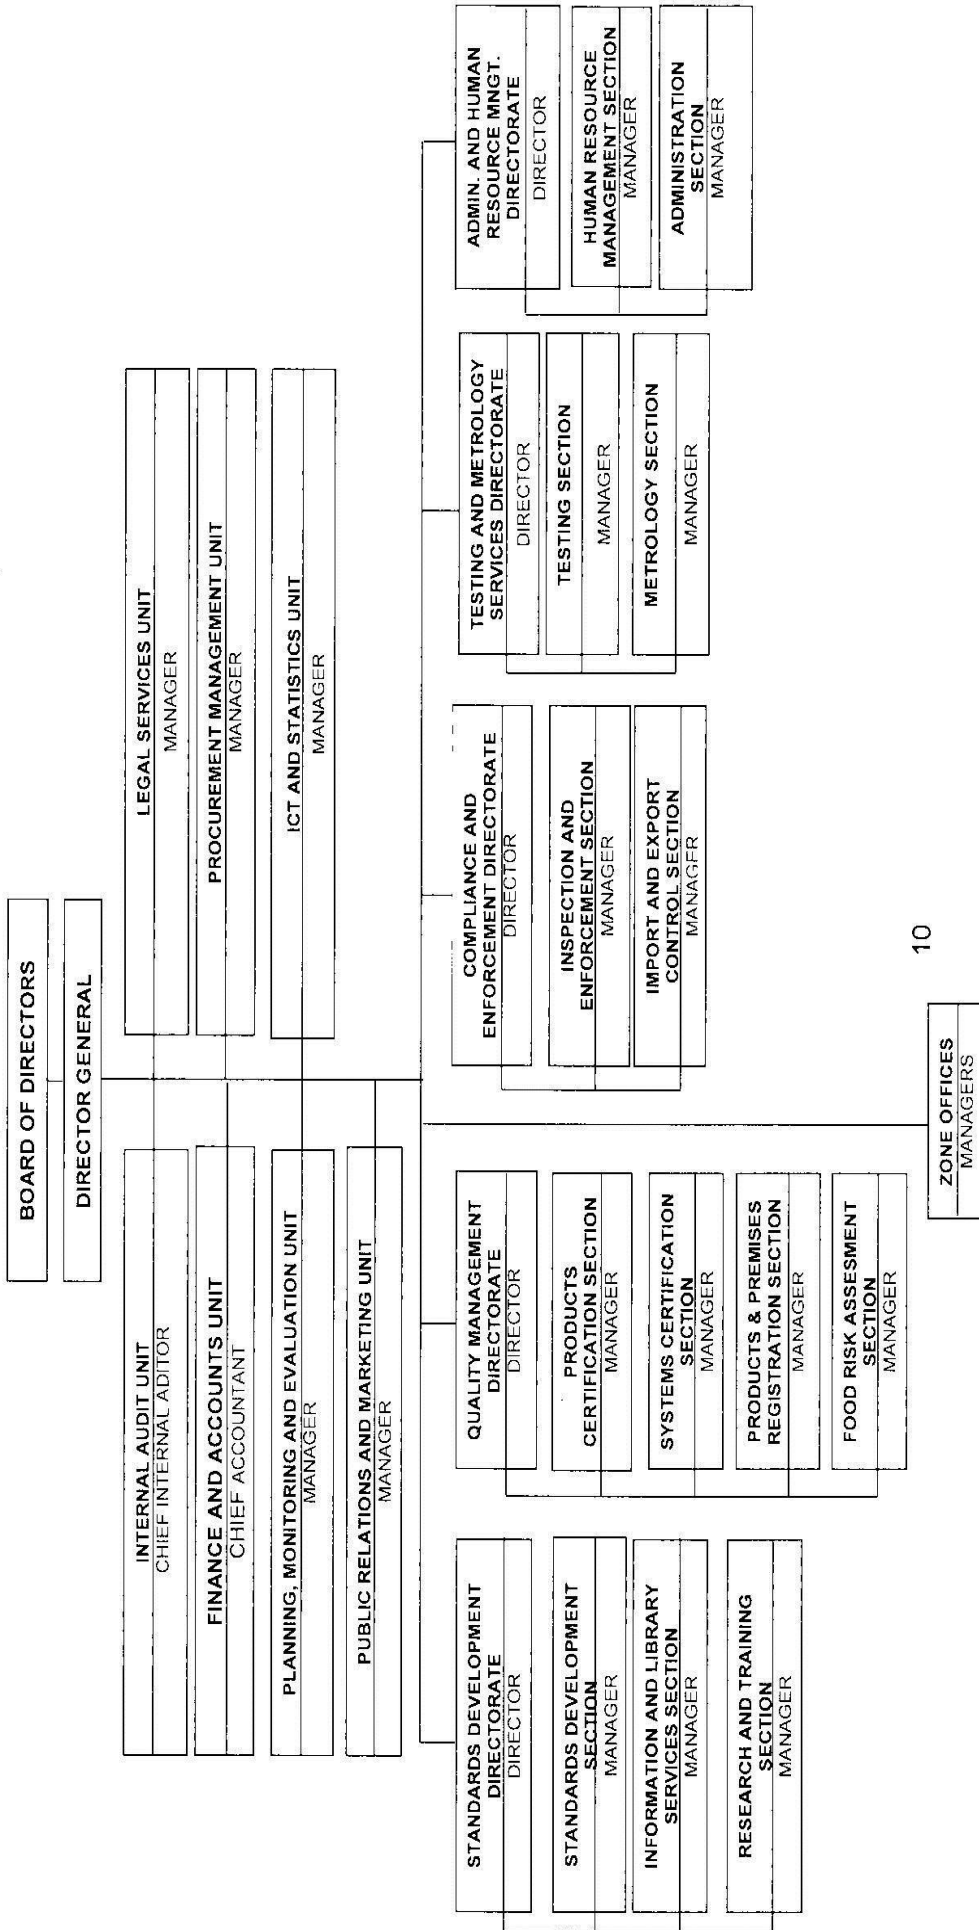 BOARD OF DIRECTORS
DIRECTOR GENERAL
INTERNAL AUDIT UNIT
CHIEF INTERNAL ADITOR
LEGAL SERVICES UNIT
MANAGER
FINANCE AND ACCOUNTS UNIT
CHIEF ACCOUNTANT
PROCUREMENT MANAGEMENT UNIT
MANAGER
PLANNING, MONITORING AND EVALUATION UNIT
MANAGER
ICT AND STATISTICS UNIT
MANAGER
PUBLIC RELATIONS AND MARKETING UNIT
MANAGER
STANDARDS DEVELOPMENT
DIRECTORATE
DIRECTOR
STANDARDS DEVELOPMENT
SECTION
MANAGER
INFORMATION AND LIBRARY
SERVICES SECTION
MANAGER
RESEARCH AND TRAINING
SECTION
MANAGER
QUALITY MANAGEMENT
DIRECTORATE
DIRECTOR
PRODUCTS
CERTIFICATION SECTION
MANAGER
SYSTEMS CERTIFICATION
SECTION
MANAGER
PRODUCTS & PREMISES
REGISTRATION SECTION
MANAGER
FOOD RISK ASSESMENT
SECTION
MANAGER
COMPLIANCE AND
ENFORCEMENT DIRECTORATE
DIRECTOR
INSPECTION AND
ENFORCEMENT SECTION
MANAGER
IMPORT AND EXPORT
CONTROL SECTION
MANAGER
TESTING AND METROLOGY
SERVICES DIRECTORATE
DIRECTOR
TESTING SECTION
MANAGER
METROLOGY SECTION
MANAGER
ADMIN. AND HUMAN
RESOURCE MNGT.
DIRECTORATE
DIRECTOR
HUMAN RESOURCE
MANAGEMENT SECTION
MANAGER
ADMINISTRATION
SECTION
MANAGER
ZONE OFFICES
MANAGERS
10